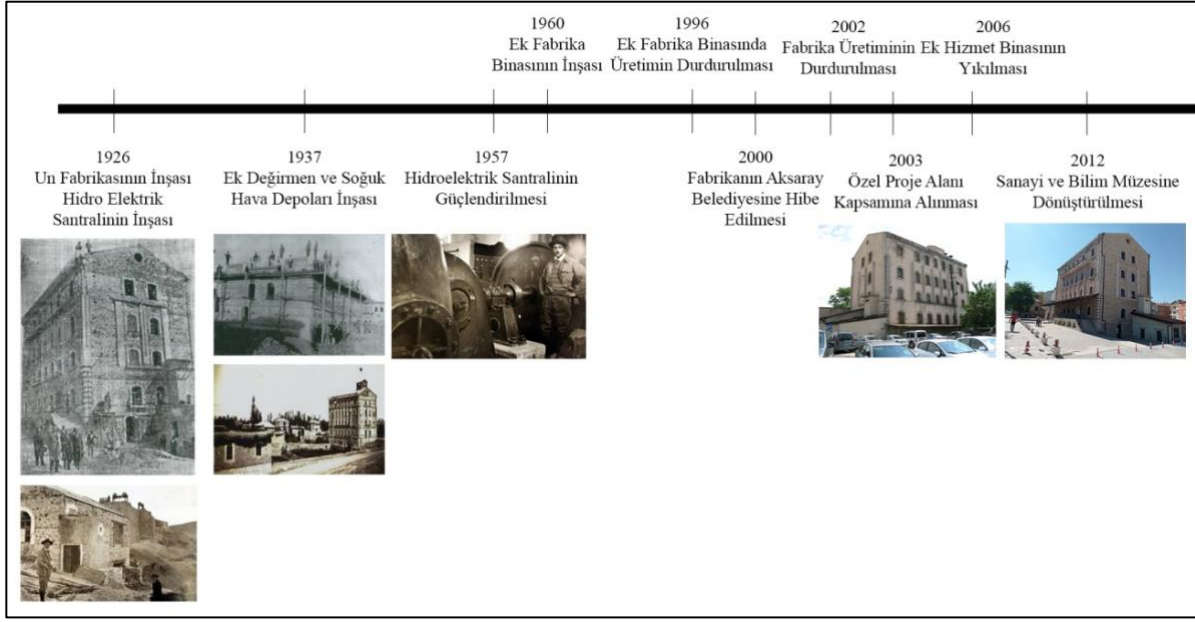 1960
Ek Fabrika
Binasının İnşası
1996
Ek Fabrika Binasında
Üretimin Durdurulması
2002
Fabrika Üretiminin
Durdurulması
2006
Ek Hizmet Binasının
Yıkılması
1926
Un Fabrikasının İnşası
Hidro Elektrik
Santralinin İnşası
1937
Ek Değirmen ve Soğuk
Hava Depoları İnşası
1957
Hidroelektrik Santralinin
Güçlendirilmesi
2000
Fabrikanın Aksaray
Belediyesine Hibe
Edilmesi
2003
Özel Proje Alanı
Kapsamına Alınması
2012
Sanayi ve Bilim Müzesine
Dönüştürülmesi